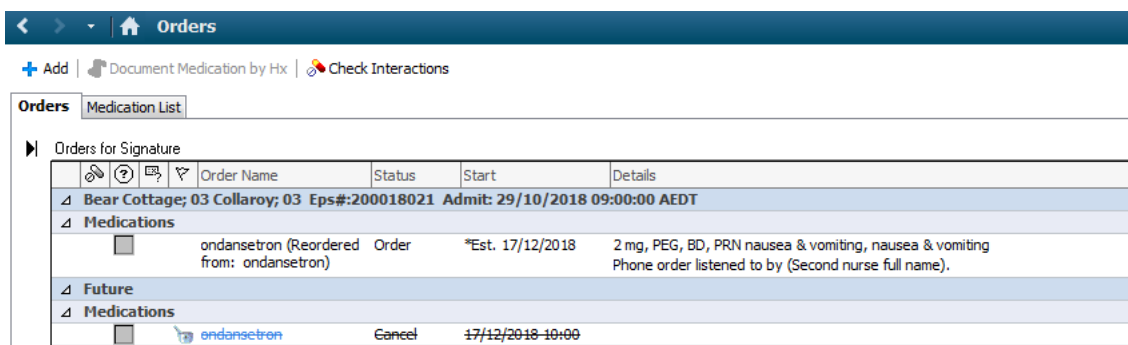 Orders
Add Document Medication by Hx Check Interactions
Orders Medication List
Orders for Signature
Order Name Status Start Details
Bear Cottage; 03 Collaroy; 03 Eps#:200018021 Admit: 29/10/2018 09:00:00 AEDT
Medications
ondansetron (Reordered Order *Est. 17/12/2018 2 mg, PEG, BD, PRN nausea & vomiting, nausea & vomiting
from: ondansetron) Phone order listened to by (Second nurse full name).
Future
Medications
ondansetron Cancel 17/12/2018 10:00